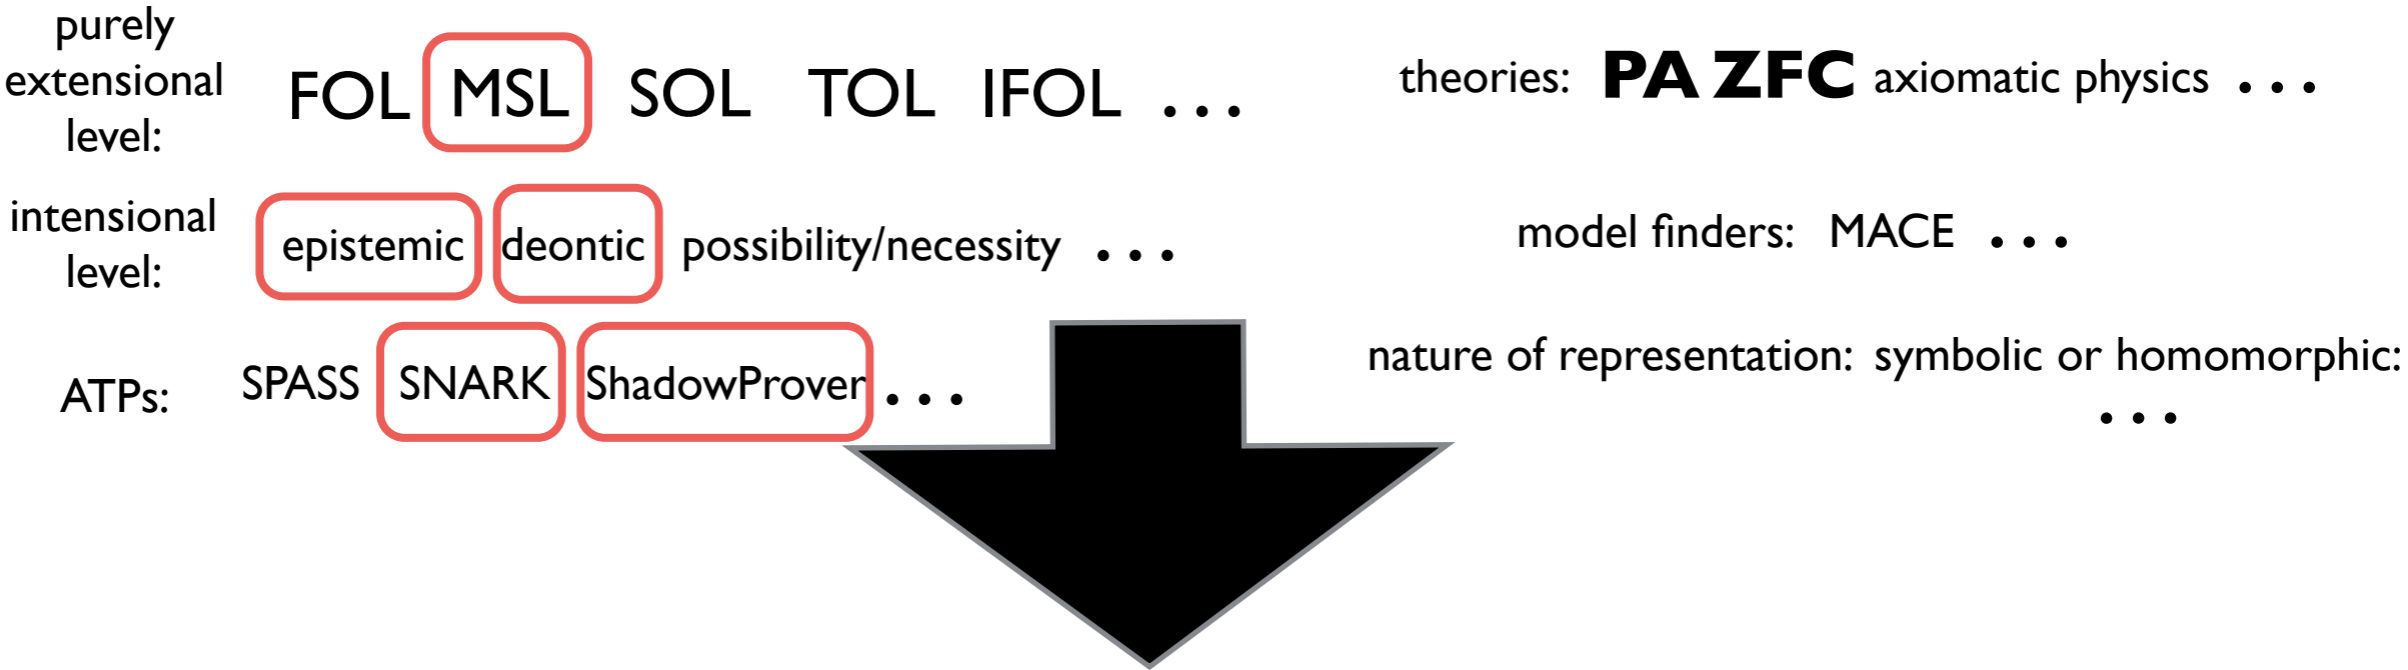 purely
extensional
level:
FOL MSL SOL TOL IFOL ...
theories: PA ZFC axiomatic physics ...
intensional
level:
epistemic deontic possibility/necessity ...
model finders: MACE ...
ATPs: SPASS SNARK ShadowProver ...
nature of representation: symbolic or homomorphic:
...